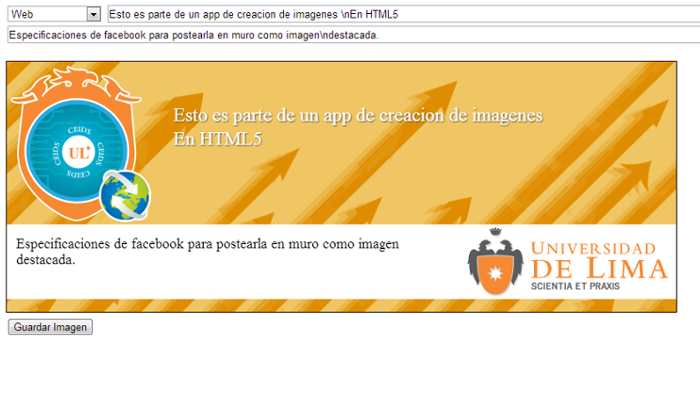 Web
Esto es parte de un app de creacion de imagenes \nEn HTML5
Especificaciones de facebook para postearla en muro como imagen\ndestacada.
Esto es parte de un app de creacion de imagenes
En HTML5
CEIDS
CEIDS
CEIDS
CEIDS
UL
Especificaciones de facebook para postearla en muro como imagen
destacada.
UNIVERSIDAD
DE LIMA
SCIENTIA ET PRAXIS
Guardar Imagen